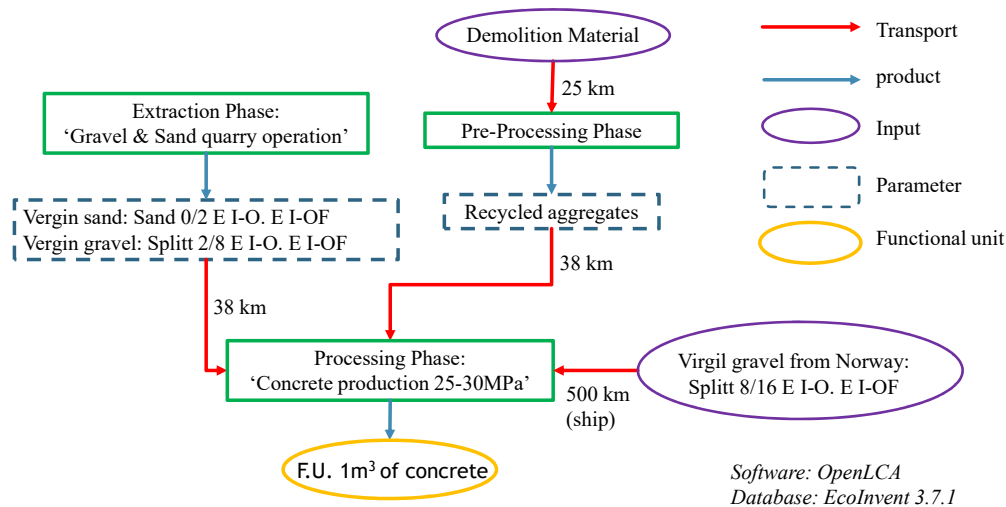 Demolition Material
Transport
25 km
product
Extraction Phase:
‘Gravel & Sand quarry operation’
Pre-Processing Phase
Input
Parameter
Vergin sand: Sand 0/2 E I-O. E I-OF
Vergin gravel: Splitt 2/8 E I-O. E I-OF
Recycled aggregates
Functional unit
38 km
38 km
Processing Phase:
‘Concrete production 25-30MPa’
Virgil gravel from Norway:
Splitt 8/16 E I-O. E I-OF
500 km
(ship)
F.U. 1m³ of concrete
Software: OpenLCA
Database: EcoInvent 3.7.1